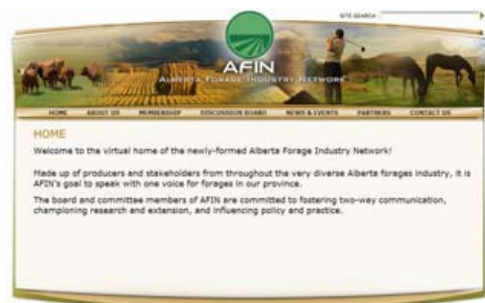 SITE SEARCH
AFIN
ALBERTA FORAGE INDUSTRY NETWORK
HOME ABOUT US MEMBERSHIP DISCUSSION BOARD NEWS & EVENTS PARTNERS CONTACT US
HOME
Welcome to the virtual home of the newly-formed Alberta Forage Industry Network!
Made up of producers and stakeholders from throughout the very diverse Alberta forages industry, it is
AFIN's goal to speak with one voice for forages in our province.
The board and committee members of AFIN are committed to fostering two-way communication,
championing research and extension, and influencing policy and practice.